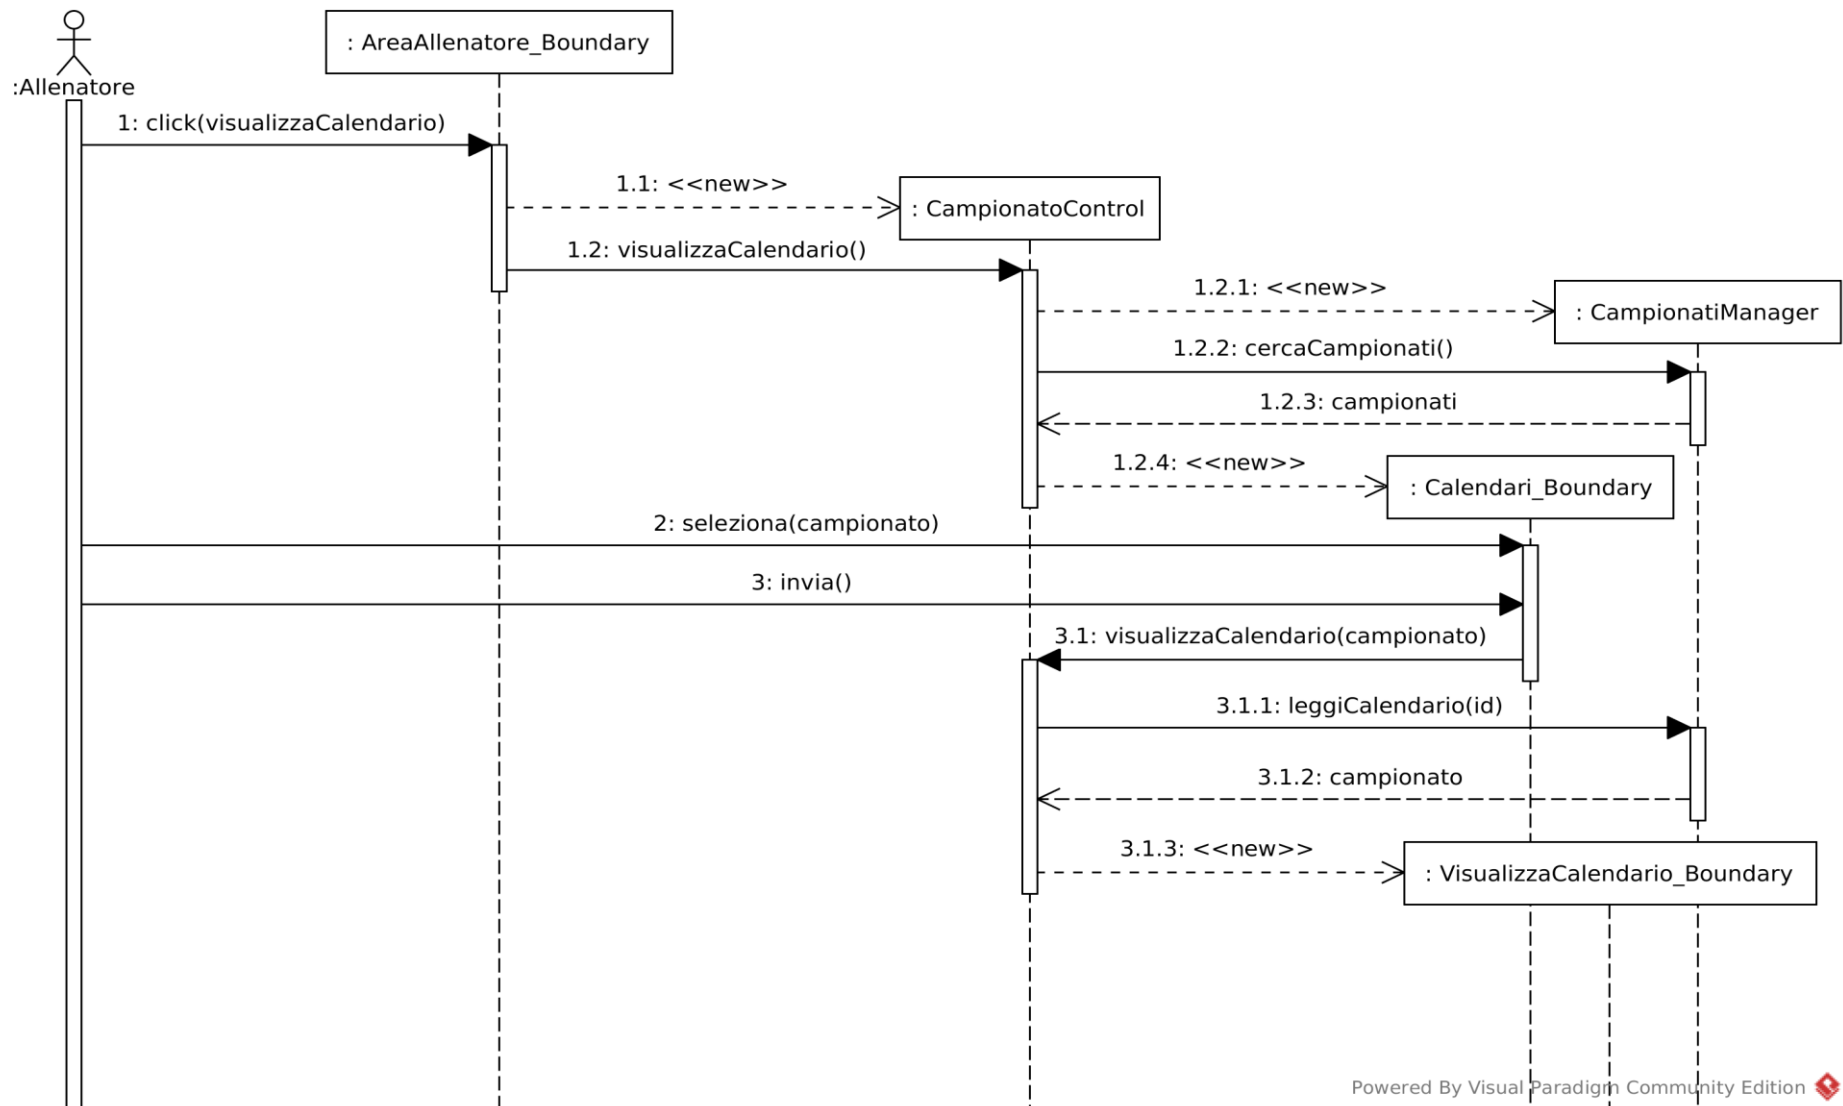 : AreaAllenatore_Boundary
:Allenatore
1: click(visualizzaCalendario)
1.1: <<new>>
: CampionatoControl
1.2: visualizzaCalendario()
1.2.1: <<new>>
: CampionatiManager
1.2.2: cercaCampionati()
1.2.3: campionati
1.2.4: <<new>>
: Calendari_Boundary
2: seleziona(campionato)
3: invia()
3.1: visualizzaCalendario(campionato)
3.1.1: leggiCalendario(id)
3.1.2: campionato
3.1.3: <<new>>
: VisualizzaCalendario_Boundary
Powered By Visual Paradigm Community Edition